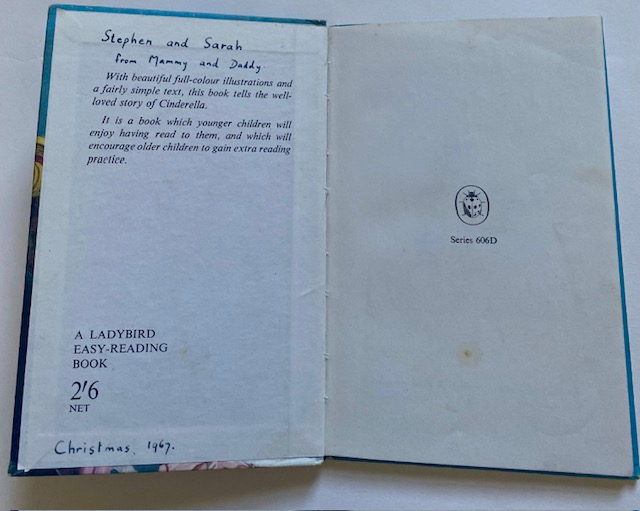 Stephen and Sarah
from Mammy and Daddy.
With beautiful full-colour illustrations and
a fairly simple text, this book tells the well-
loved story of Cinderella.
It is a book which younger children will
enjoy having read to them, and which will
encourage older children to gain extra reading
practice.
A LADYBIRD
EASY-READING
BOOK
2'6
NET
Christmas, 1967.
Series 606D